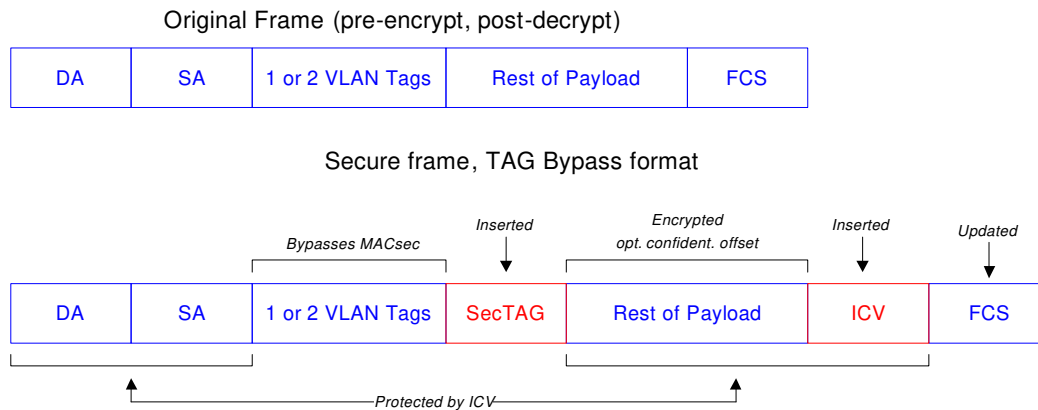 Original Frame (pre-encrypt, post-decrypt)
DA SA 1 or 2 VLAN Tags Rest of Payload FCS
Secure frame, TAG Bypass format
Bypasses MACsec
Inserted
Encrypted
opt. confident. offset
Inserted
Updated
DA SA 1 or 2 VLAN Tags SecTAG Rest of Payload ICV FCS
Protected by ICV